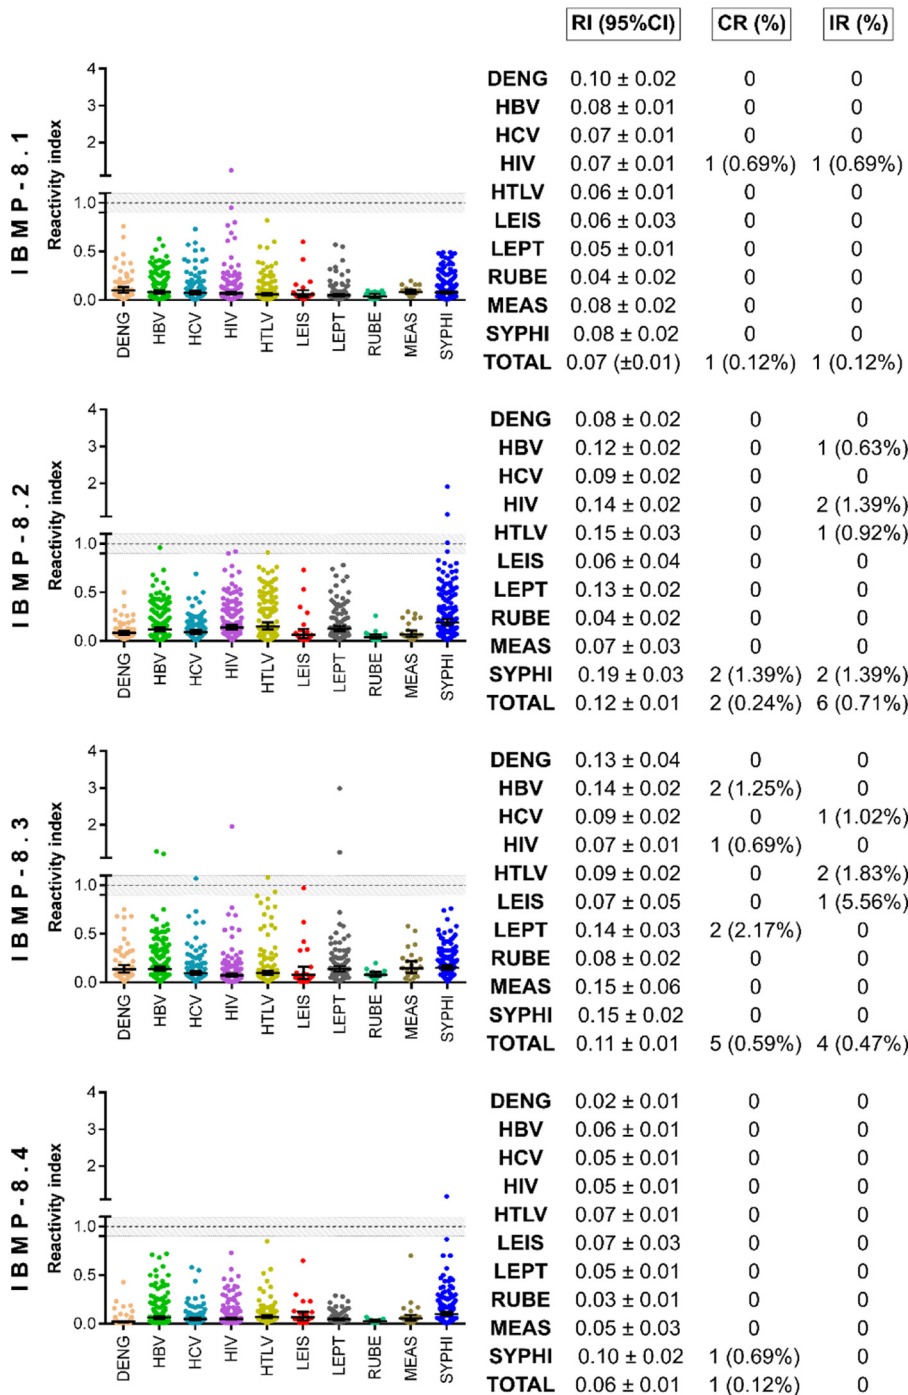 RI (95%CI) CR (%) IR (%)
IBMP-8.1
Reactivity index
4
3
2
1.0
0.5
0.0
DENG HBV HCV HIV HTLV LEIS LEPT RUBE MEAS SYPHI
DENG 0.10 ± 0.02 0 0
HBV 0.08 ± 0.01 0 0
HCV 0.07 ± 0.01 0 0
HIV 0.07 ± 0.01 1 (0.69%) 1 (0.69%)
HTLV 0.06 ± 0.01 0 0
LEIS 0.06 ± 0.03 0 0
LEPT 0.05 ± 0.01 0 0
RUBE 0.04 ± 0.02 0 0
MEAS 0.08 ± 0.02 0 0
SYPHI 0.08 ± 0.02 0 0
TOTAL 0.07 (±0.01) 1 (0.12%) 1 (0.12%)
IBMP-8.2
Reactivity index
4
3
2
1.0
0.5
0.0
DENG HBV HCV HIV HTLV LEIS LEPT RUBE MEAS SYPHI
DENG 0.08 ± 0.02 0 0
HBV 0.12 ± 0.02 0 1 (0.63%)
HCV 0.09 ± 0.02 0 0
HIV 0.14 ± 0.02 0 2 (1.39%)
HTLV 0.15 ± 0.03 0 1 (0.92%)
LEIS 0.06 ± 0.04 0 0
LEPT 0.13 ± 0.02 0 0
RUBE 0.04 ± 0.02 0 0
MEAS 0.07 ± 0.03 0 0
SYPHI 0.19 ± 0.03 2 (1.39%) 2 (1.39%)
TOTAL 0.12 ± 0.01 2 (0.24%) 6 (0.71%)
IBMP-8.3
Reactivity index
4
3
2
1.0
0.5
0.0
DENG HBV HCV HIV HTLV LEIS LEPT RUBE MEAS SYPHI
DENG 0.13 ± 0.04 0 0
HBV 0.14 ± 0.02 2 (1.25%) 0
HCV 0.09 ± 0.02 0 1 (1.02%)
HIV 0.07 ± 0.01 1 (0.69%) 0
HTLV 0.09 ± 0.02 0 2 (1.83%)
LEIS 0.07 ± 0.05 0 1 (5.56%)
LEPT 0.14 ± 0.03 2 (2.17%) 0
RUBE 0.08 ± 0.02 0 0
MEAS 0.15 ± 0.06 0 0
SYPHI 0.15 ± 0.02 0 0
TOTAL 0.11 ± 0.01 5 (0.59%) 4 (0.47%)
IBMP-8.4
Reactivity index
4
3
2
1.0
0.5
0.0
DENG HBV HCV HIV HTLV LEIS LEPT RUBE MEAS SYPHI
DENG 0.02 ± 0.01 0 0
HBV 0.06 ± 0.01 0 0
HCV 0.05 ± 0.01 0 0
HIV 0.05 ± 0.01 0 0
HTLV 0.07 ± 0.01 0 0
LEIS 0.07 ± 0.03 0 0
LEPT 0.05 ± 0.01 0 0
RUBE 0.03 ± 0.01 0 0
MEAS 0.05 ± 0.03 0 0
SYPHI 0.10 ± 0.02 1 (0.69%) 0
TOTAL 0.06 ± 0.01 1 (0.12%) 0